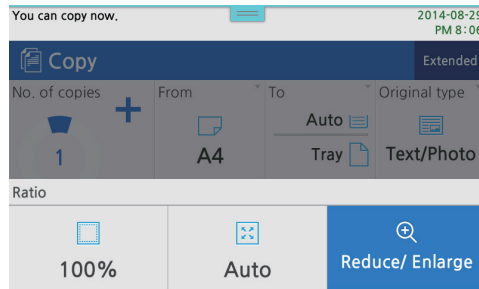 You can copy now.
2014-08-29
PM 8:06
Copy
Extended
No. of copies
From
To
Original type
1
A4
Auto
Tray
Text/Photo
Ratio
100%
Auto
Reduce/ Enlarge